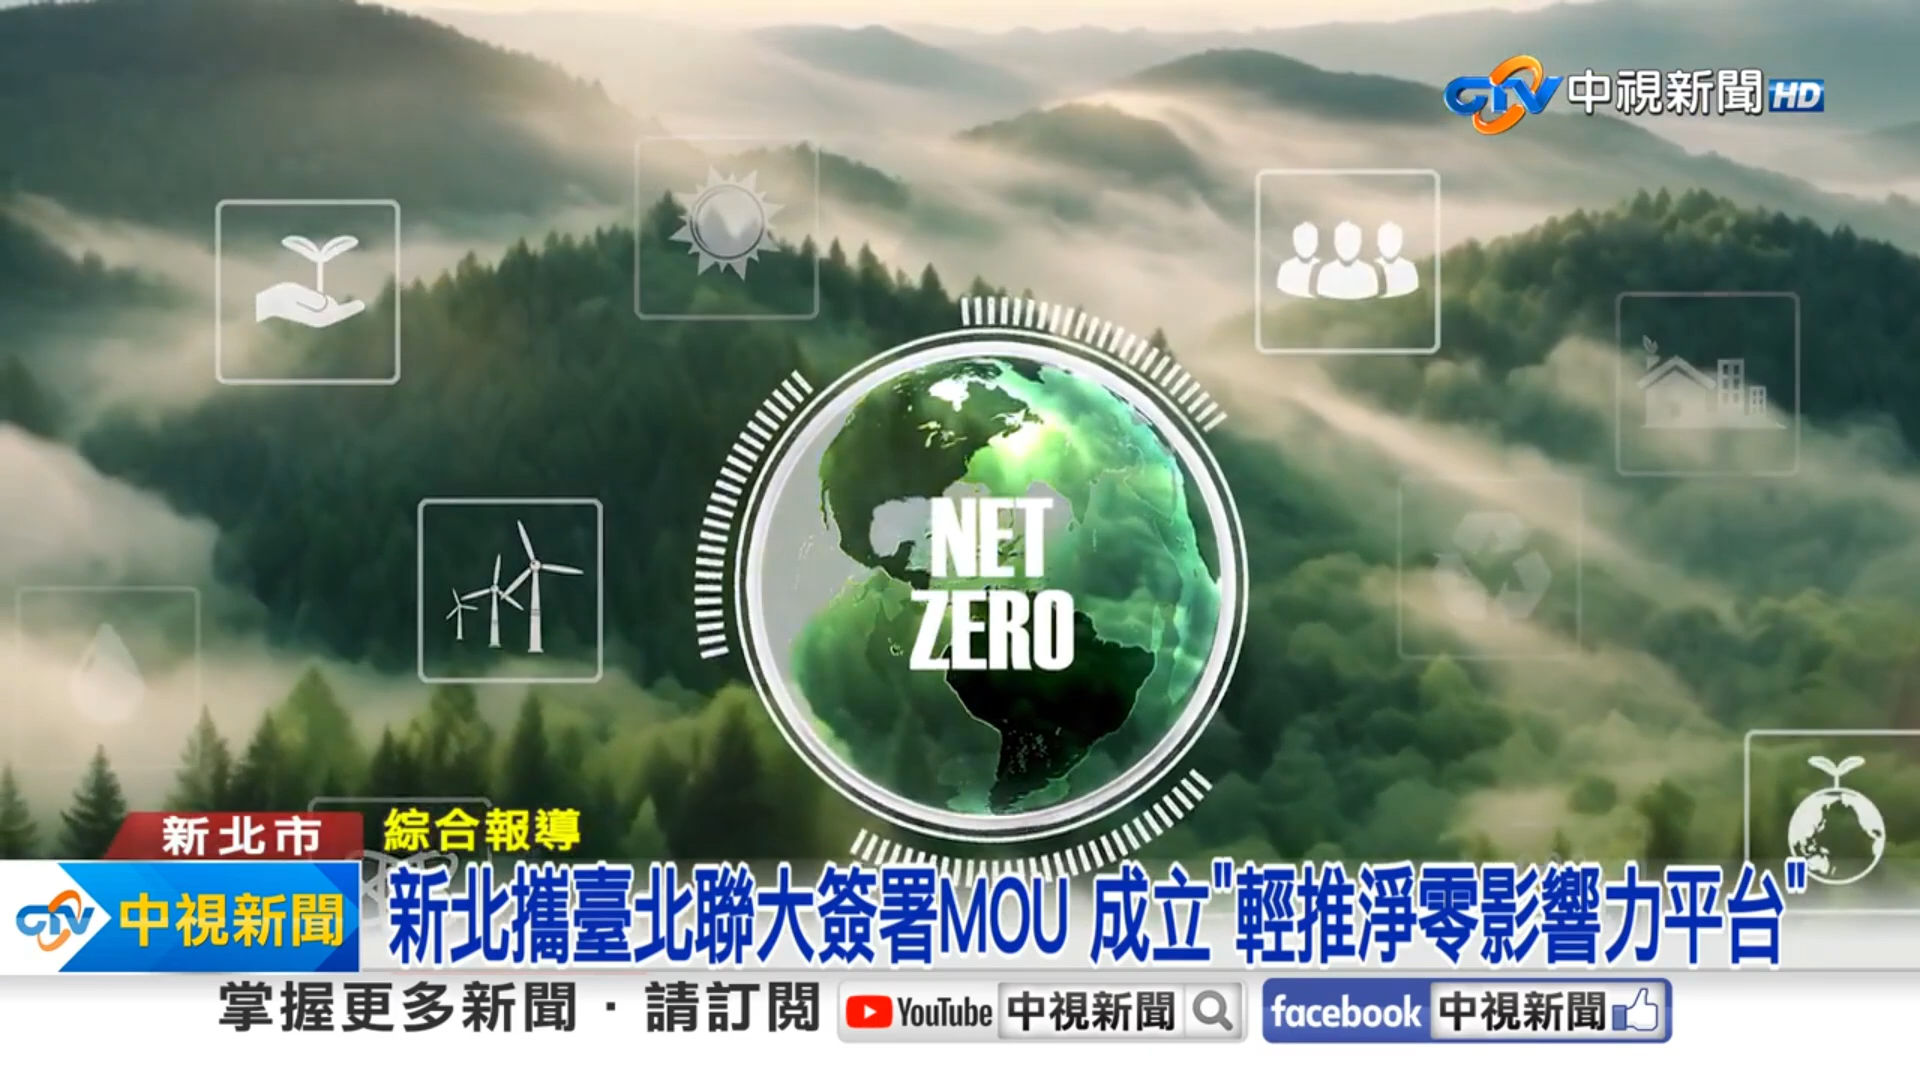 CTV 中視新聞 HD
NET
ZERO
新北市 綜合報導
CTV 中視新聞 新北攜臺北聯大簽署MOU 成立"輕推淨零影響力平台"
掌握更多新聞・請訂閱 YouTube 中視新聞 facebook 中視新聞